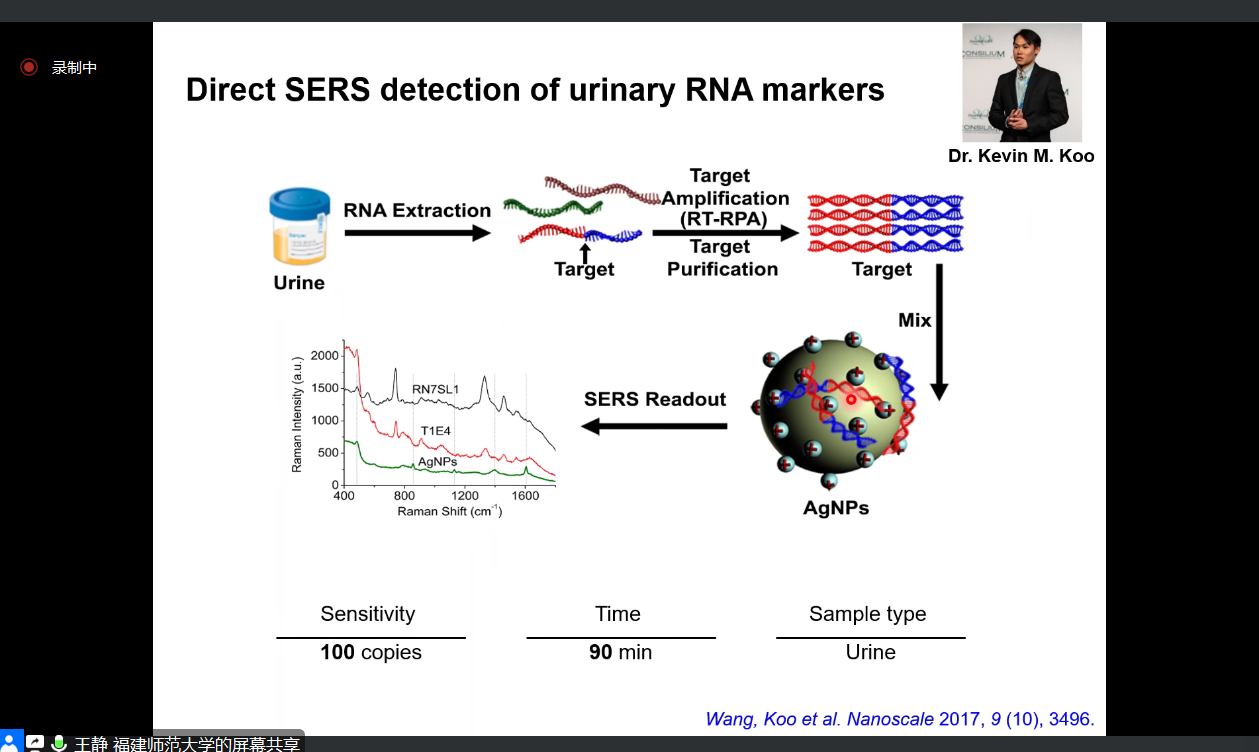 录制中
Direct SERS detection of urinary RNA markers
CONSILIUM
Dr. Kevin M. Koo
Urine
RNA Extraction
Target
Target
Amplification
(RT-RPA)
Target
Purification
Target
Mix
AgNPs
SERS Readout
Raman Intensity (a.u.)
2000
1500
1000
500
0
RN7SL1
T1E4
AgNPs
400 800 1200 1600
Raman Shift (cm⁻¹)
Sensitivity
100 copies
Time
90 min
Sample type
Urine
Wang, Koo et al. Nanoscale 2017, 9 (10), 3496.
王静 福建师范大学的屏幕共享